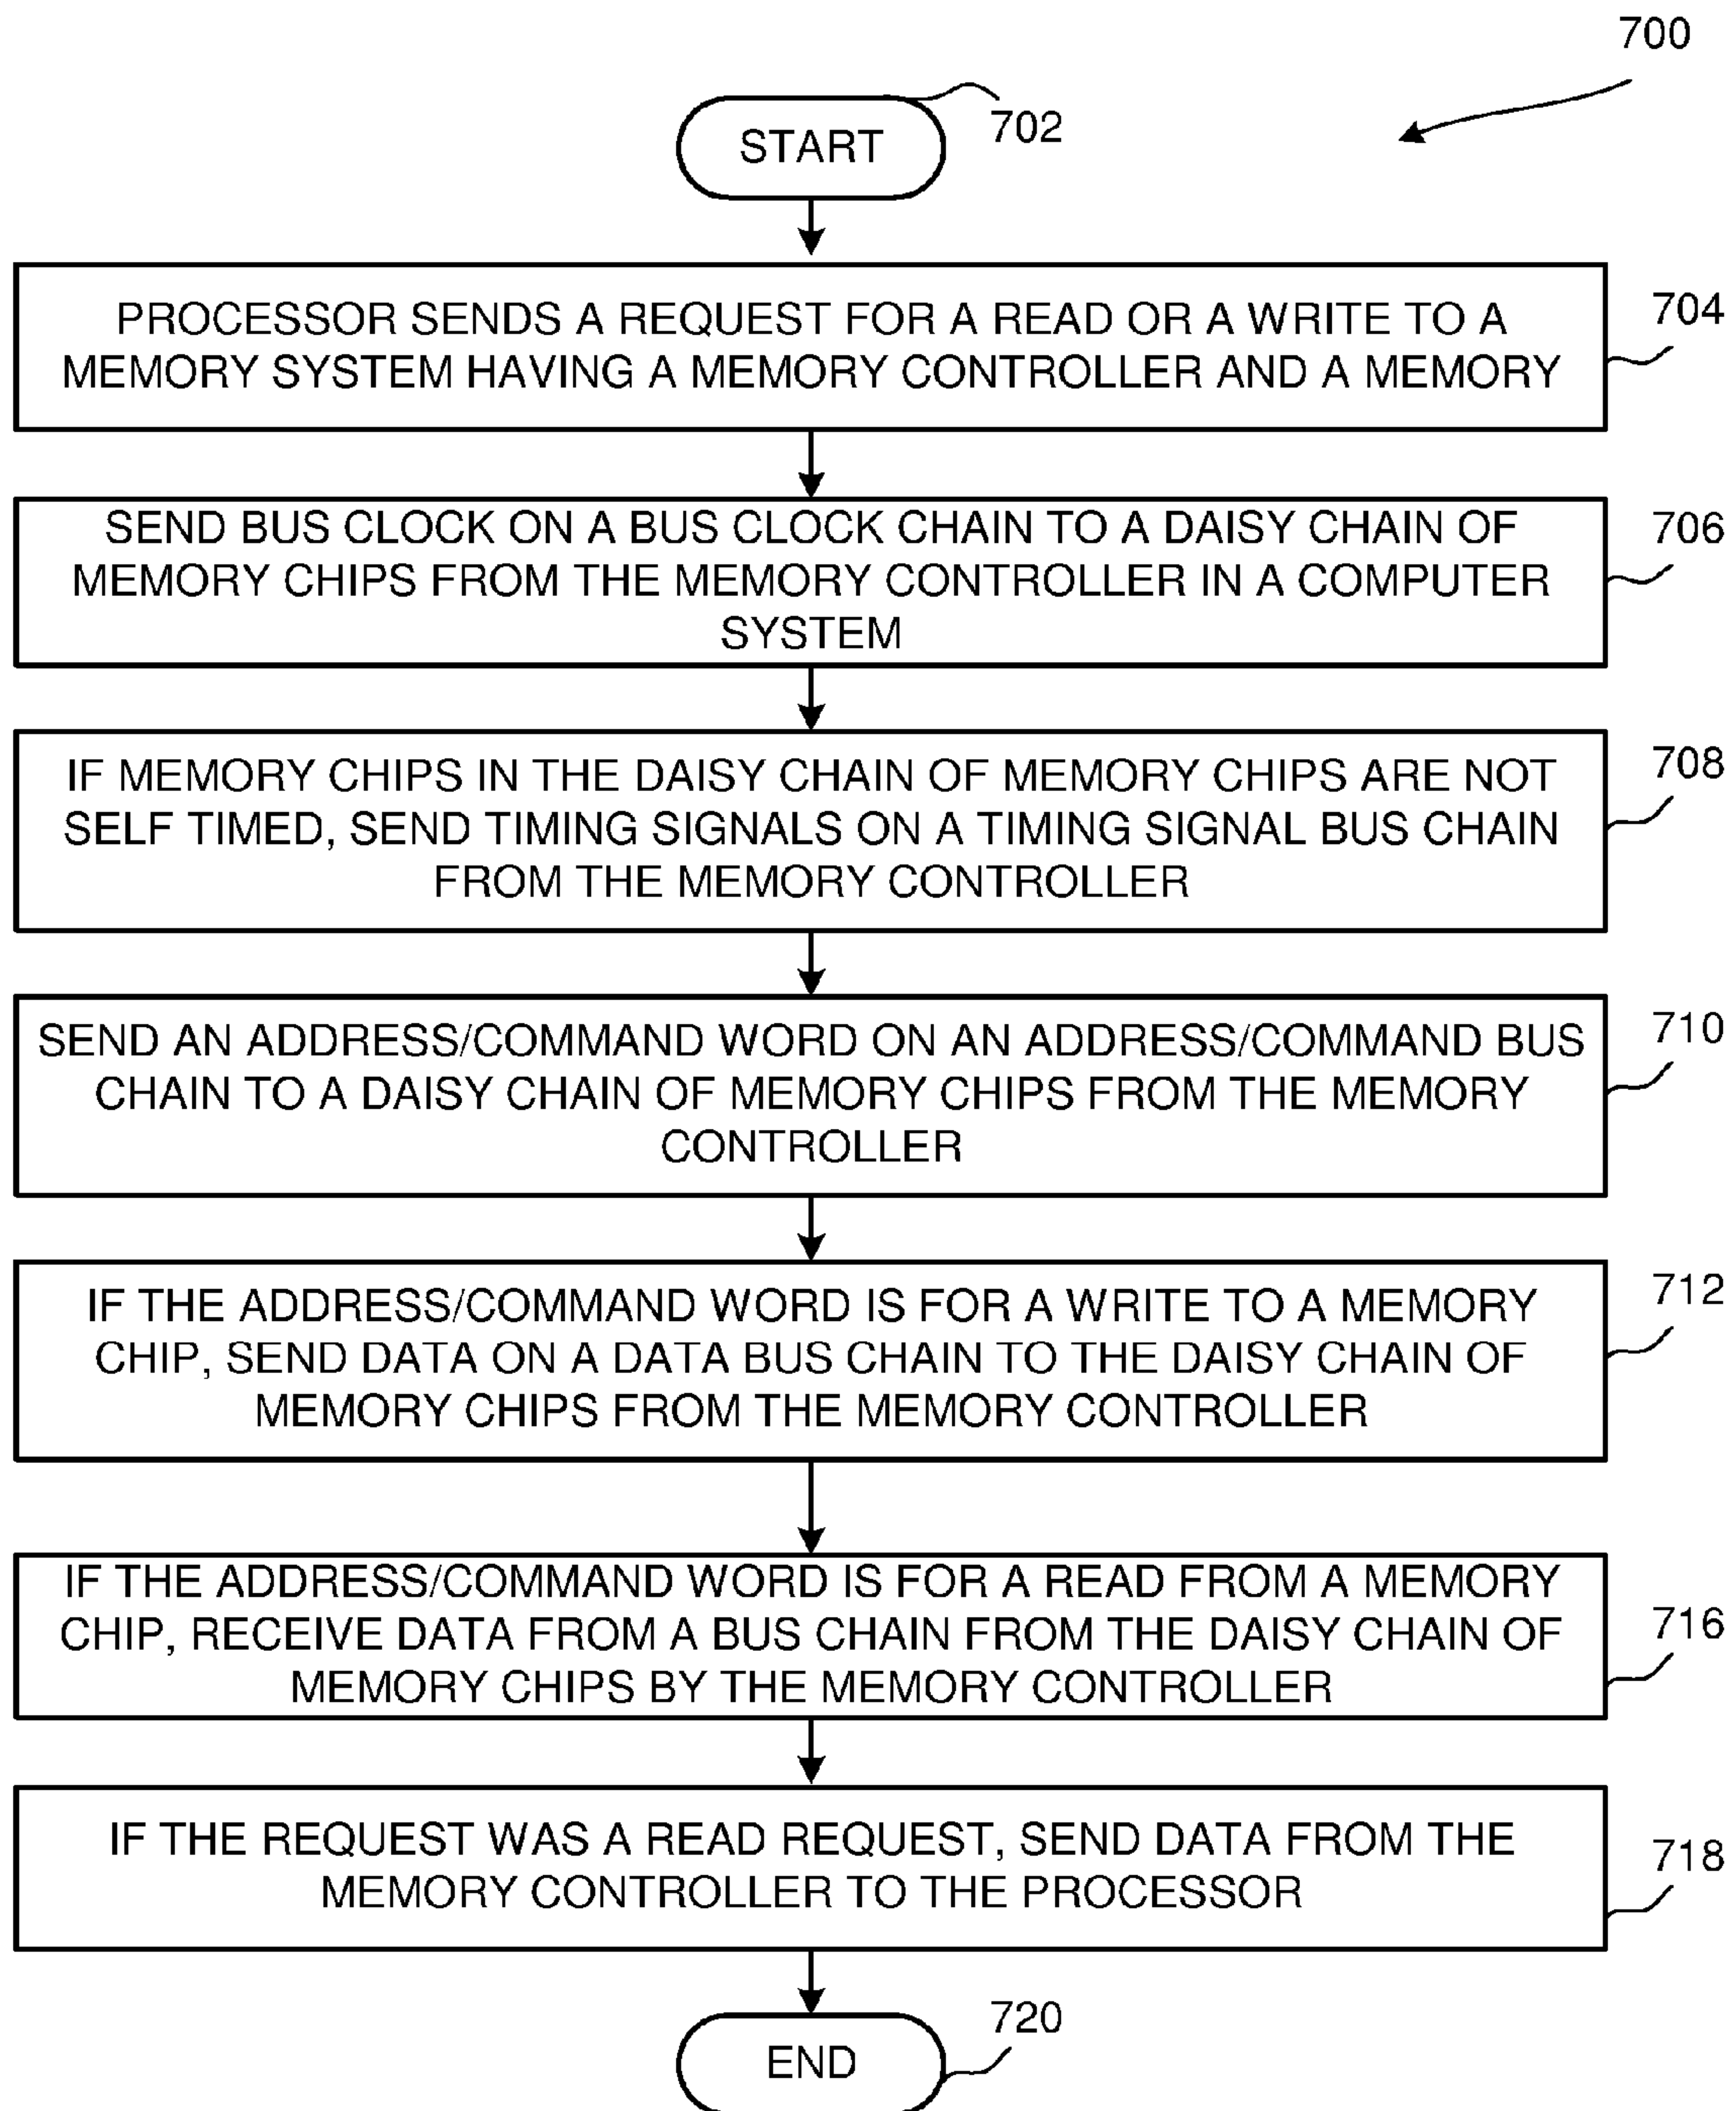 700
START
702
PROCESSOR SENDS A REQUEST FOR A READ OR A WRITE TO A
MEMORY SYSTEM HAVING A MEMORY CONTROLLER AND A MEMORY
704
SEND BUS CLOCK ON A BUS CLOCK CHAIN TO A DAISY CHAIN OF
MEMORY CHIPS FROM THE MEMORY CONTROLLER IN A COMPUTER
SYSTEM
706
IF MEMORY CHIPS IN THE DAISY CHAIN OF MEMORY CHIPS ARE NOT
SELF TIMED, SEND TIMING SIGNALS ON A TIMING SIGNAL BUS CHAIN
FROM THE MEMORY CONTROLLER
708
SEND AN ADDRESS/COMMAND WORD ON AN ADDRESS/COMMAND BUS
CHAIN TO A DAISY CHAIN OF MEMORY CHIPS FROM THE MEMORY
CONTROLLER
710
IF THE ADDRESS/COMMAND WORD IS FOR A WRITE TO A MEMORY
CHIP, SEND DATA ON A DATA BUS CHAIN TO THE DAISY CHAIN OF
MEMORY CHIPS FROM THE MEMORY CONTROLLER
712
IF THE ADDRESS/COMMAND WORD IS FOR A READ FROM A MEMORY
CHIP, RECEIVE DATA FROM A BUS CHAIN FROM THE DAISY CHAIN OF
MEMORY CHIPS BY THE MEMORY CONTROLLER
716
IF THE REQUEST WAS A READ REQUEST, SEND DATA FROM THE
MEMORY CONTROLLER TO THE PROCESSOR
718
END
720